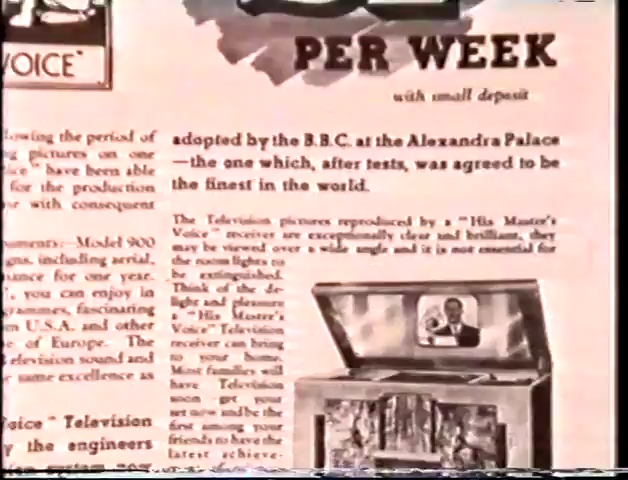 VOICE"
PER WEEK
with small deposit
lowing the period of
pictures on one
have been able
for the production
with consequent
Model 900
including aerial,
for one year.
you can enjoy in
fascinating
U.S.A. and other
of Europe. The
television sound and
same excellence as
Voice" Television
the engineers
adopted by the B.B.C. at the Alexandra Palace
—the one which, after tests, was agreed to be
the finest in the world.
The Television pictures reproduced by a "His Master's
Voice" receiver are exceptionally clear and brilliant, they
may be viewed over a wide angle and it is not essential for
the room lights to
be extinguished.
Think of the de-
light and pleasure
a "His Master's
Voice" Television
receiver can bring
to your home.
Most families will
have Television
soon get your
set now and be the
first among your
friends to have the
latest achieve-